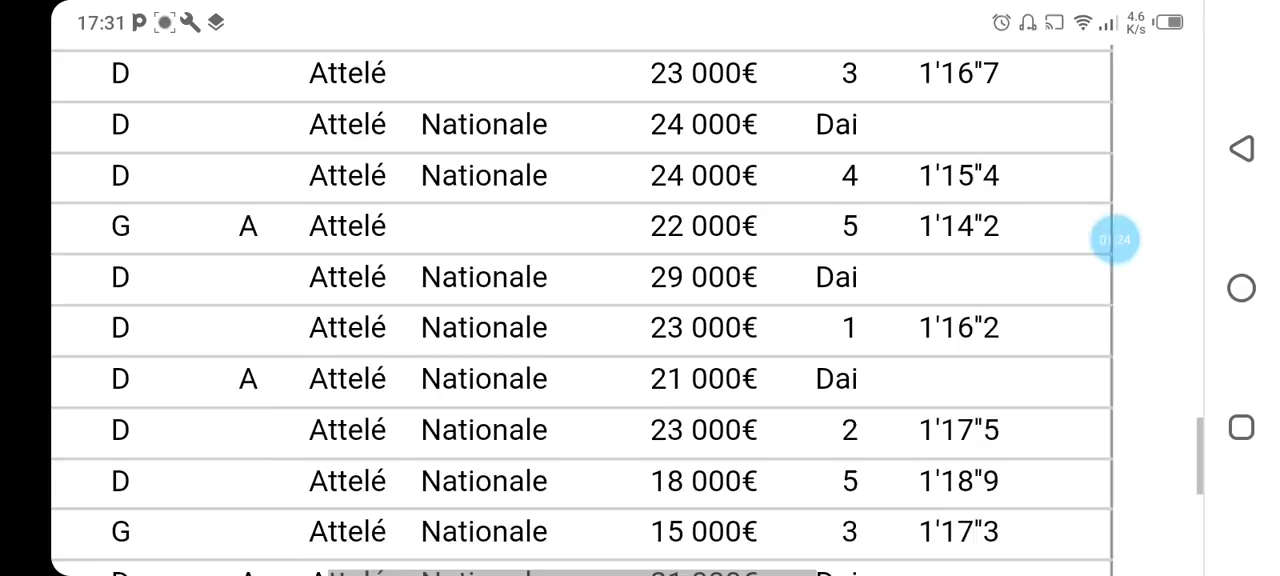 17:31 4.6 K/s
D Attelé 23 000€ 3 1'16"7
D Attelé Nationale 24 000€ Dai
D Attelé Nationale 24 000€ 4 1'15"4
G A Attelé 22 000€ 5 1'14"2
01:24
D Attelé Nationale 29 000€ Dai
D Attelé Nationale 23 000€ 1 1'16"2
D A Attelé Nationale 21 000€ Dai
D Attelé Nationale 23 000€ 2 1'17"5
D Attelé Nationale 18 000€ 5 1'18"9
G Attelé Nationale 15 000€ 3 1'17"3